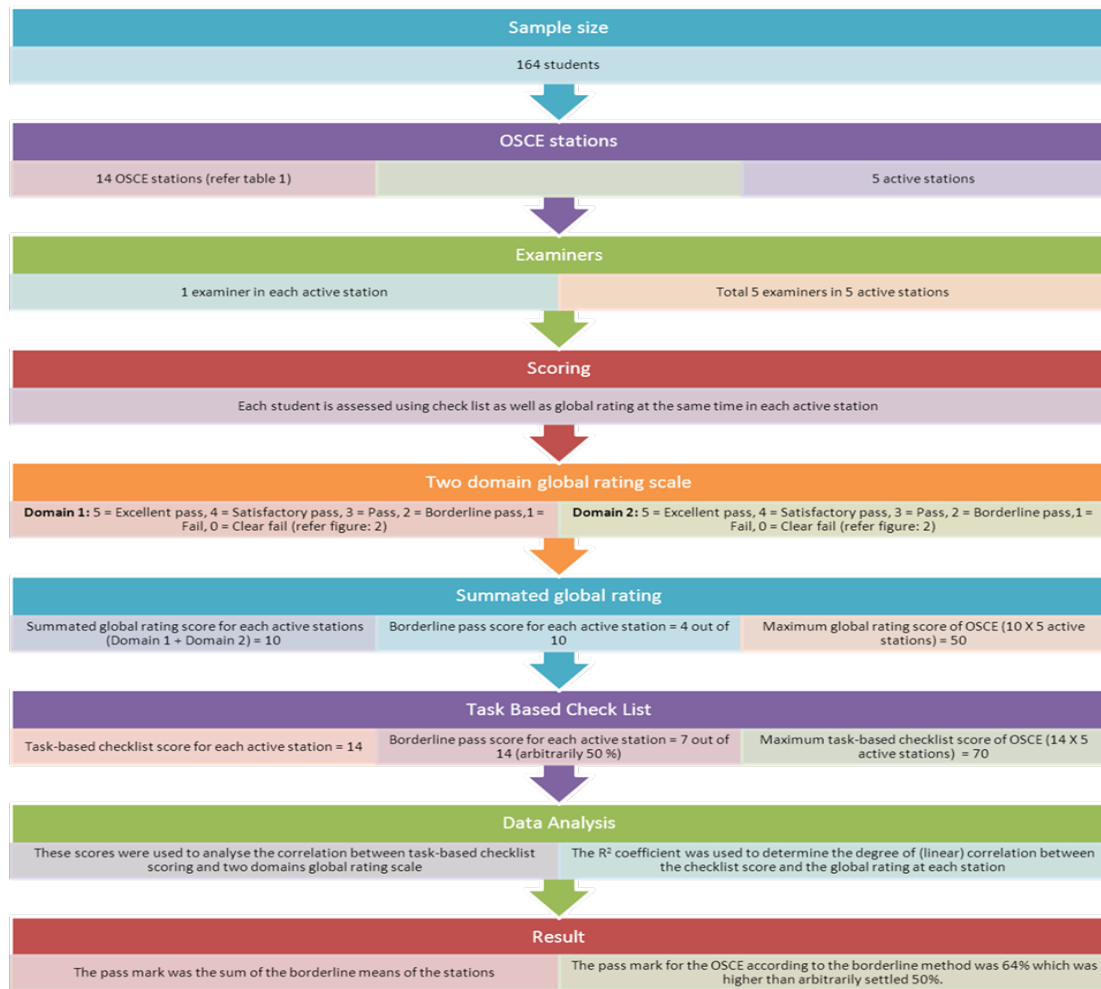 Sample size
164 students
OSCE stations
14 OSCE stations (refer table 1)
5 active stations
Examiners
1 examiner in each active station
Total 5 examiners in 5 active stations
Scoring
Each student is assessed using check list as well as global rating at the same time in each active station
Two domain global rating scale
Domain 1: 5 = Excellent pass, 4 = Satisfactory pass, 3 = Pass, 2 = Borderline pass,1 =
Fail, 0 = Clear fail (refer figure: 2)
Domain 2: 5 = Excellent pass, 4 = Satisfactory pass, 3 = Pass, 2 = Borderline pass,1 =
Fail, 0 = Clear fail (refer figure: 2)
Summated global rating
Summated global rating score for each active stations
(Domain 1 + Domain 2) = 10
Borderline pass score for each active station = 4 out of
10
Maximum global rating score of OSCE (10 X 5 active
stations) = 50
Task Based Check List
Task-based checklist score for each active station = 14
Borderline pass score for each active station = 7 out of
14 (arbitrarily 50 %)
Maximum task-based checklist score of OSCE (14 X 5
active stations) = 70
Data Analysis
These scores were used to analyse the correlation between task-based checklist
scoring and two domains global rating scale
The R² coefficient was used to determine the degree of (linear) correlation between
the checklist score and the global rating at each station
Result
The pass mark was the sum of the borderline means of the stations
The pass mark for the OSCE according to the borderline method was 64% which was
higher than arbitrarily settled 50%.